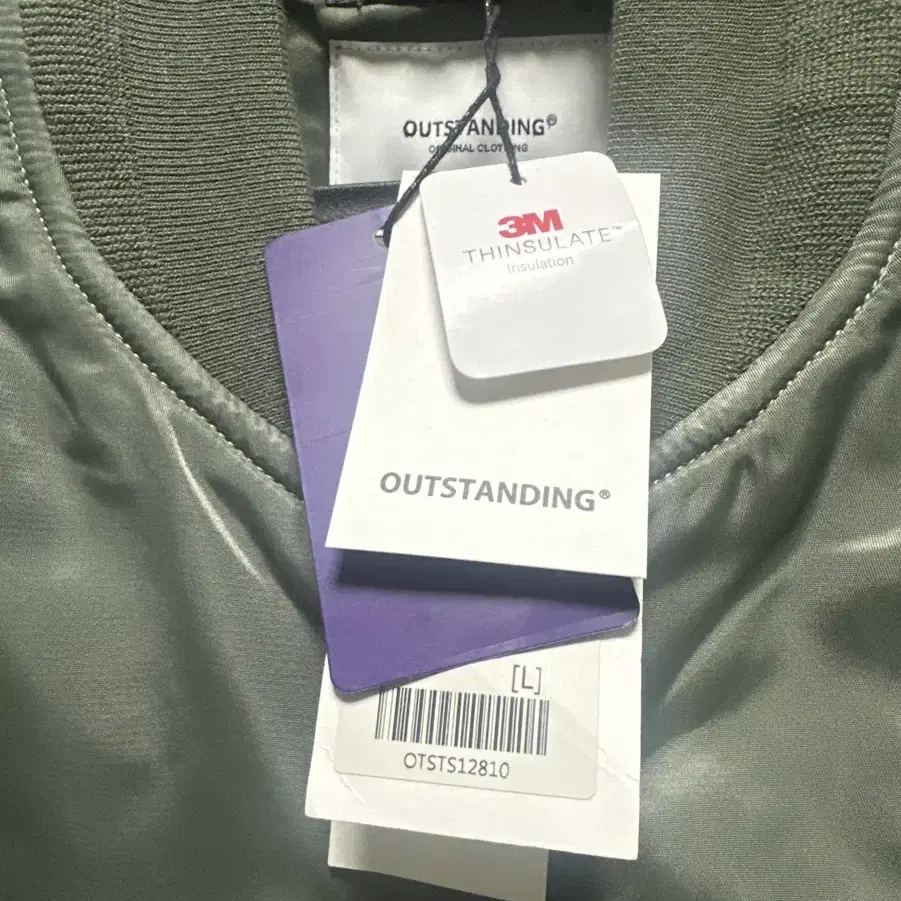 OUTSTANDING®
ORIGINAL CLOTHING
3M
THINSULATE™
Insulation
OUTSTANDING®
[L]
OTSTS12810